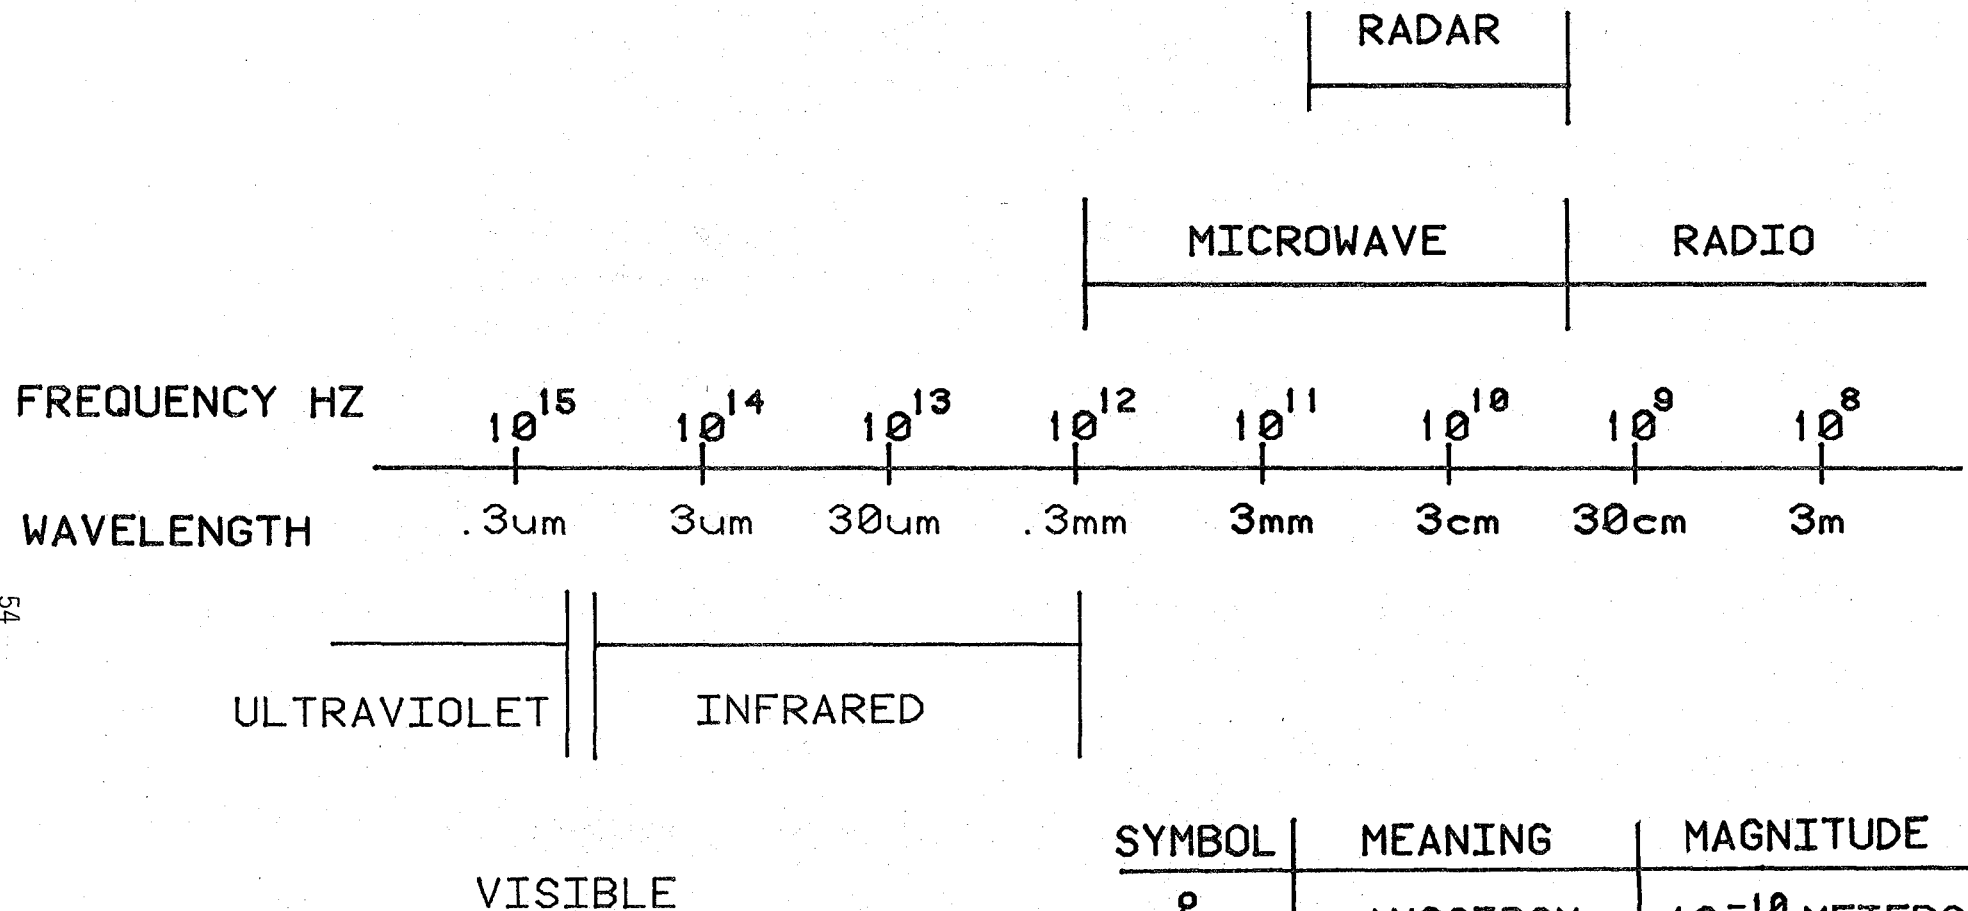 RADAR
MICROWAVE RADIO
FREQUENCY HZ 10^15 10^14 10^13 10^12 10^11 10^10 10^9 10^8
WAVELENGTH .3um 3um 30um .3mm 3mm 3cm 30cm 3m
54
ULTRAVIOLET INFRARED
SYMBOL MEANING MAGNITUDE
VISIBLE